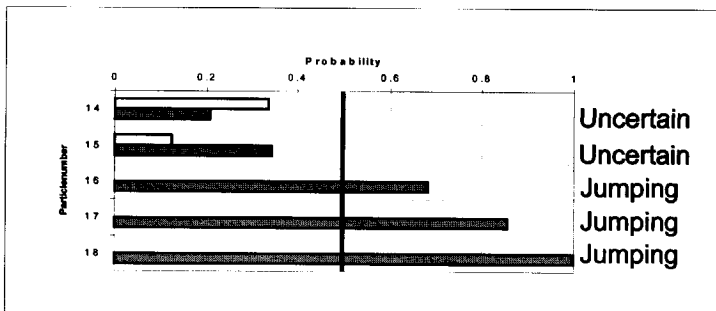 Probability
0 0.2 0.4 0.6 0.8 1
14 Uncertain
15 Uncertain
16 Jumping
17 Jumping
18 Jumping
Particlenumber